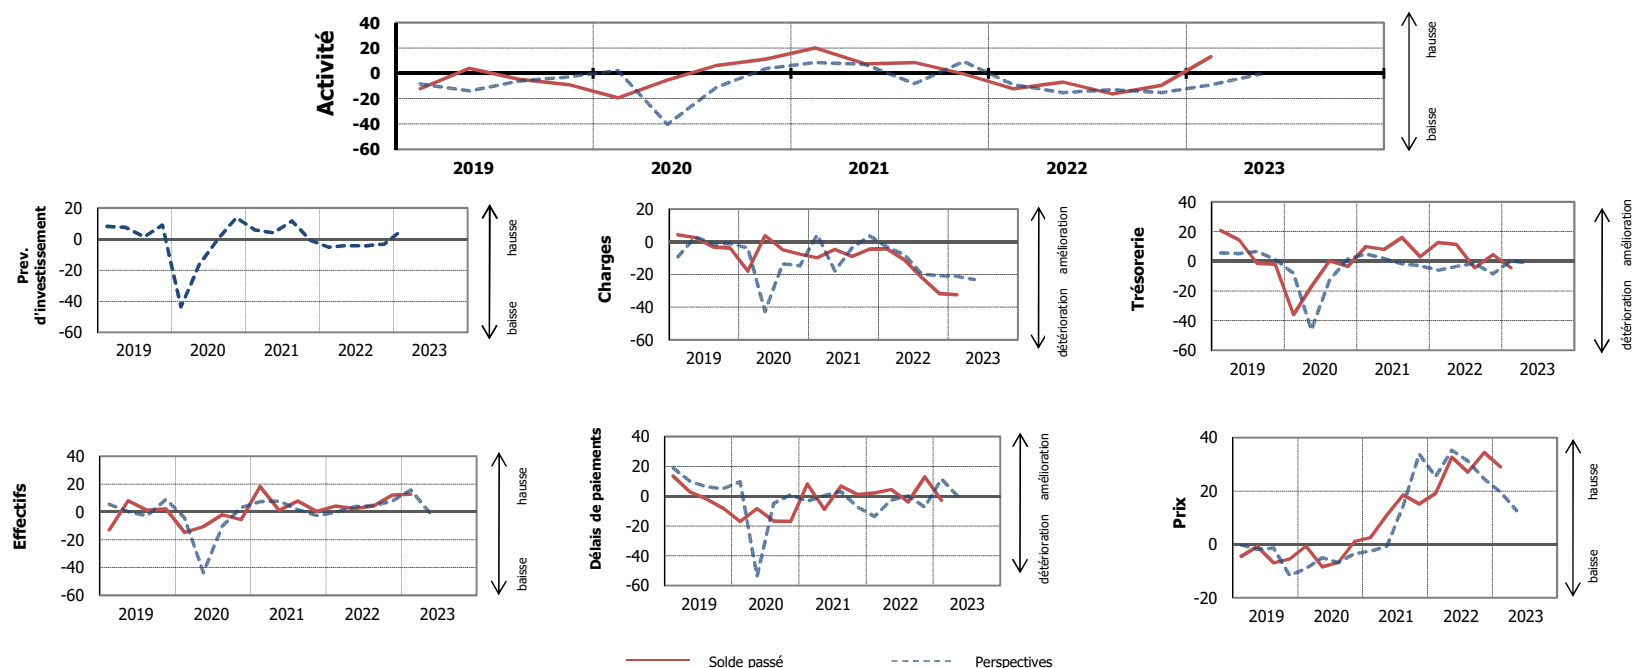 Activité
40
20
0
-20
-40
-60
2019 2020 2021 2022 2023
hausse
baisse
Prev.
d'investissement
20
0
-20
-40
-60
2019 2020 2021 2022 2023
hausse
baisse
Charges
20
0
-20
-40
-60
2019 2020 2021 2022 2023
détérioration amélioration
Trésorerie
40
20
0
-20
-40
-60
2019 2020 2021 2022 2023
détérioration amélioration
Effectifs
40
20
0
-20
-40
-60
2019 2020 2021 2022 2023
hausse
baisse
Délais de paiements
40
20
0
-20
-40
-60
2019 2020 2021 2022 2023
détérioration amélioration
Prix
40
20
0
-20
2019 2020 2021 2022 2023
hausse
baisse
Solde passé Perspectives